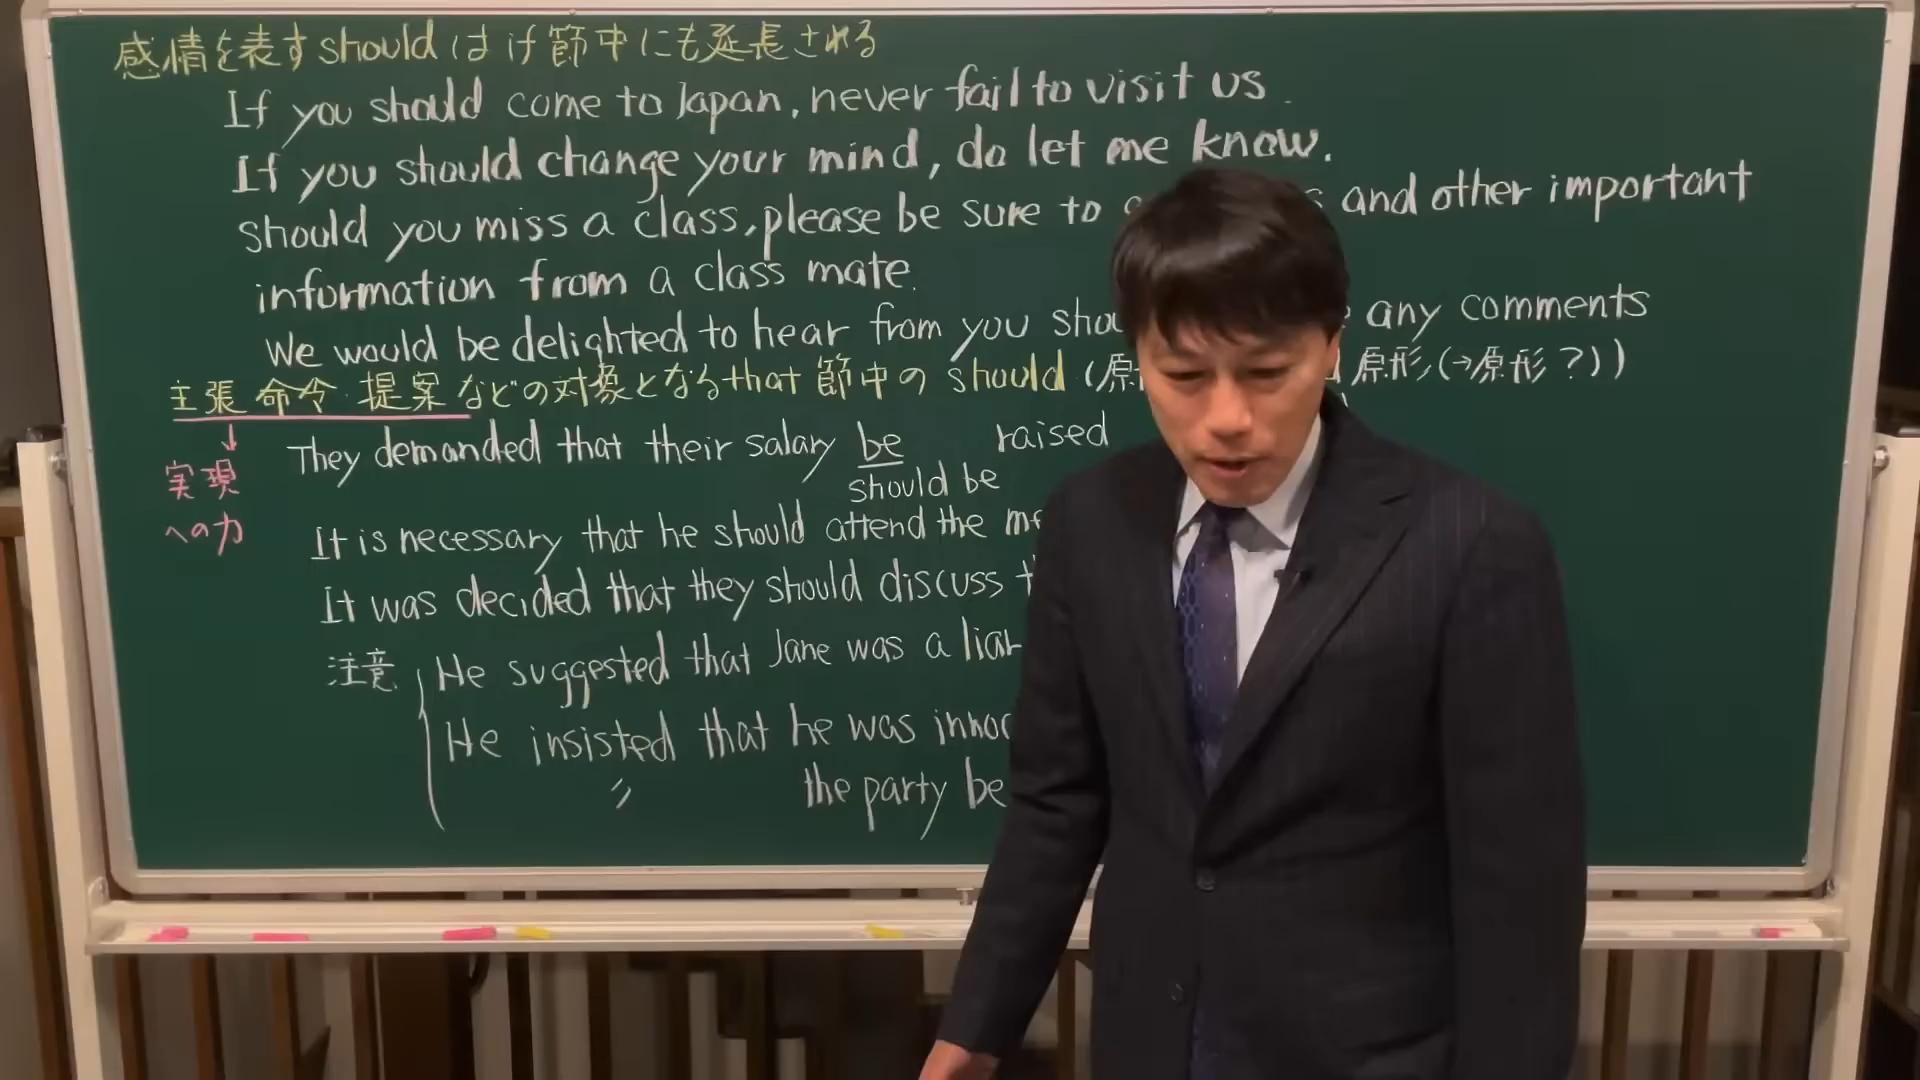 感情を表すshouldはif節中にも延長される
If you should come to Japan, never fail to visit us.
If you should change your mind, do let me know.
should you miss a class, please be sure to and other important
information from a class mate.
We would be delighted to hear from you any comments
主張 命令・提案などの対象となるthat節中のshould (原 原形(→原形?))
They demanded that their salary be raised
should be
実現
への力
It is necessary that he should attend the
It was decided that they should discuss
注意 He suggested that Jane was a liar
He insisted that he was
〃 the party be